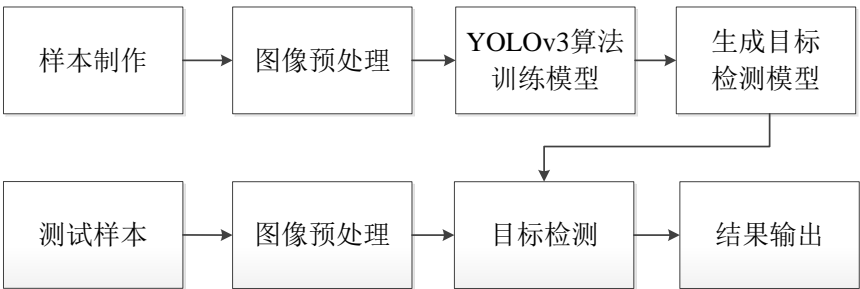 样本制作
图像预处理
YOLOv3算法
训练模型
生成目标
检测模型
测试样本
图像预处理
目标检测
结果输出